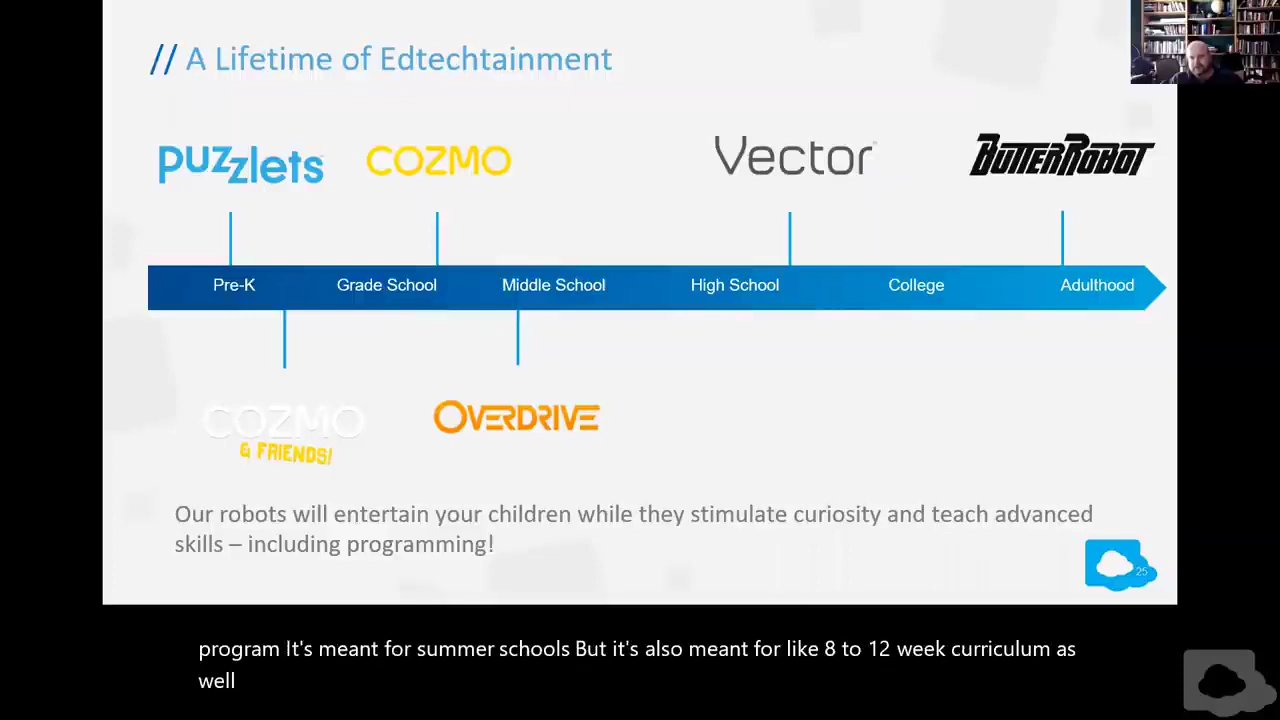 // A Lifetime of Edtechtainment
PUZZLETS COZMO Vector BUTTERROBOT
Pre-K Grade School Middle School High School College Adulthood
COZMO OVERDRIVE
& FRIENDS!
Our robots will entertain your children while they stimulate curiosity and teach advanced
skills – including programming!
25
program It's meant for summer schools But it's also meant for like 8 to 12 week curriculum as
well